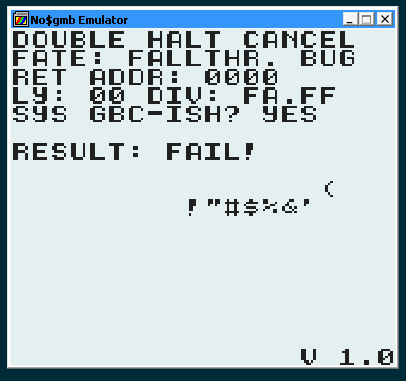 No$gmb Emulator
DOUBLE HALT CANCEL
FATE: FALLTHR. BUG
RET ADDR: 0000
LY: 00 DIV: FA.FF
SYS GBC-ISH? YES
RESULT: FAIL!
(
!"#$%&'
V 1.0